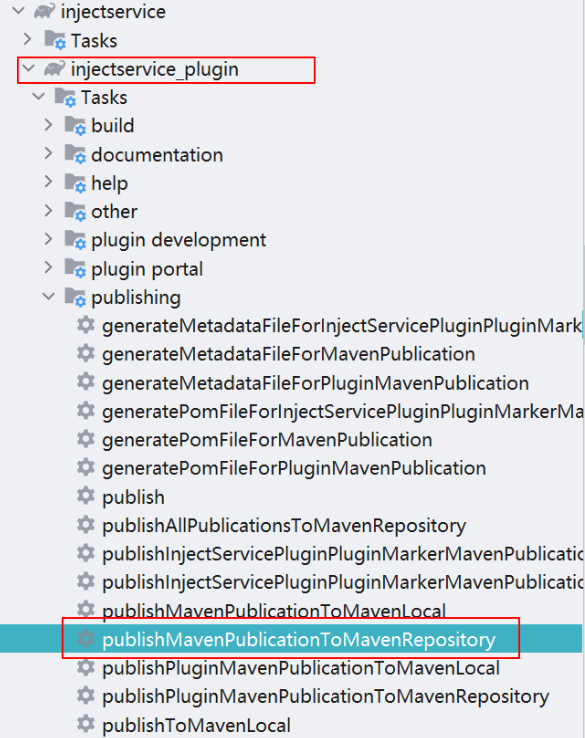 injectservice
Tasks
injectservice_plugin
Tasks
build
documentation
help
other
plugin development
plugin portal
publishing
generateMetadataFileForInjectServicePluginPluginMark
generateMetadataFileForMavenPublication
generateMetadataFileForPluginMavenPublication
generatePomFileForInjectServicePluginPluginMarkerMa
generatePomFileForMavenPublication
generatePomFileForPluginMavenPublication
publish
publishAllPublicationsToMavenRepository
publishInjectServicePluginPluginMarkerMavenPublicatio
publishInjectServicePluginPluginMarkerMavenPublicatio
publishMavenPublicationToMavenLocal
publishMavenPublicationToMavenRepository
publishPluginMavenPublicationToMavenLocal
publishPluginMavenPublicationToMavenRepository
publishToMavenLocal